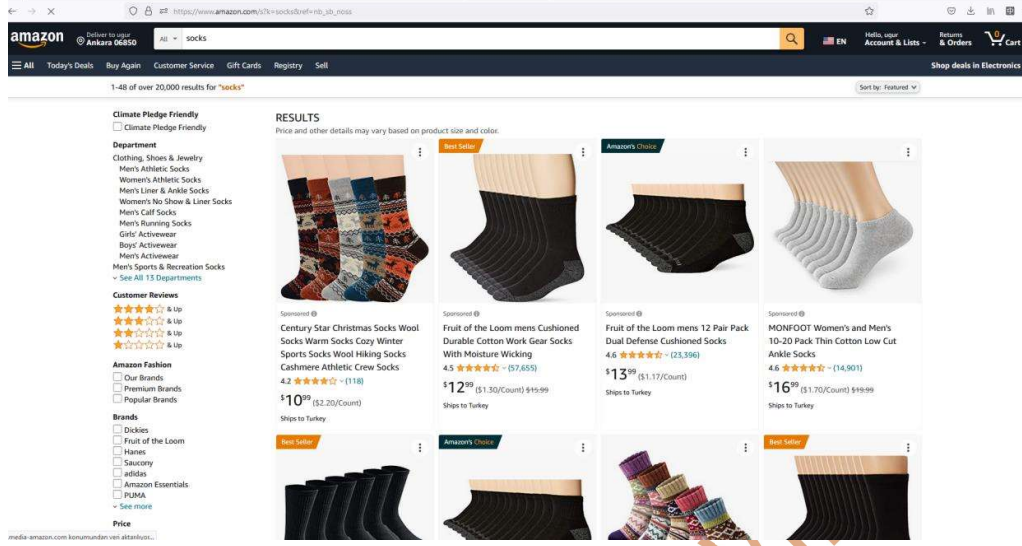 https://www.amazon.com/s?k=socks&ref=nb_sb_noss
amazon
Deliver to ugur
Ankara 06850
All
socks
EN
Hello, ugur
Account & Lists
Returns
& Orders
0
Cart
All Today's Deals Buy Again Customer Service Gift Cards Registry Sell
Shop deals in Electronics
1-48 of over 20,000 results for "socks"
Sort by: Featured
Climate Pledge Friendly
Climate Pledge Friendly
Department
Clothing, Shoes & Jewelry
Men's Athletic Socks
Women's Athletic Socks
Men's Liner & Ankle Socks
Women's No Show & Liner Socks
Men's Calf Socks
Men's Running Socks
Girls' Activewear
Boys' Activewear
Men's Activewear
Men's Sports & Recreation Socks
See All 13 Departments
Customer Reviews
& Up
& Up
& Up
& Up
Amazon Fashion
Our Brands
Premium Brands
Popular Brands
Brands
Dickies
Fruit of the Loom
Hanes
Saucony
adidas
Amazon Essentials
PUMA
See more
Price
RESULTS
Price and other details may vary based on product size and color.
Sponsored
Century Star Christmas Socks Wool
Socks Warm Socks Cozy Winter
Sports Socks Wool Hiking Socks
Cashmere Athletic Crew Socks
4.2 (118)
$10.99 ($2.20/Count)
Ships to Turkey
Best Seller
Sponsored
Fruit of the Loom mens Cushioned
Durable Cotton Work Gear Socks
With Moisture Wicking
4.5 (57,655)
$12.99 ($1.30/Count) $15.99
Ships to Turkey
Amazon's Choice
Sponsored
Fruit of the Loom mens 12 Pair Pack
Dual Defense Cushioned Socks
4.6 (23,396)
$13.99 ($1.17/Count)
Ships to Turkey
Sponsored
MONFOOT Women's and Men's
10-20 Pack Thin Cotton Low Cut
Ankle Socks
4.6 (14,901)
$16.99 ($1.70/Count) $19.99
Ships to Turkey
Best Seller
Amazon's Choice
Best Seller
media-amazon.com konumundan veri aktarılıyor...